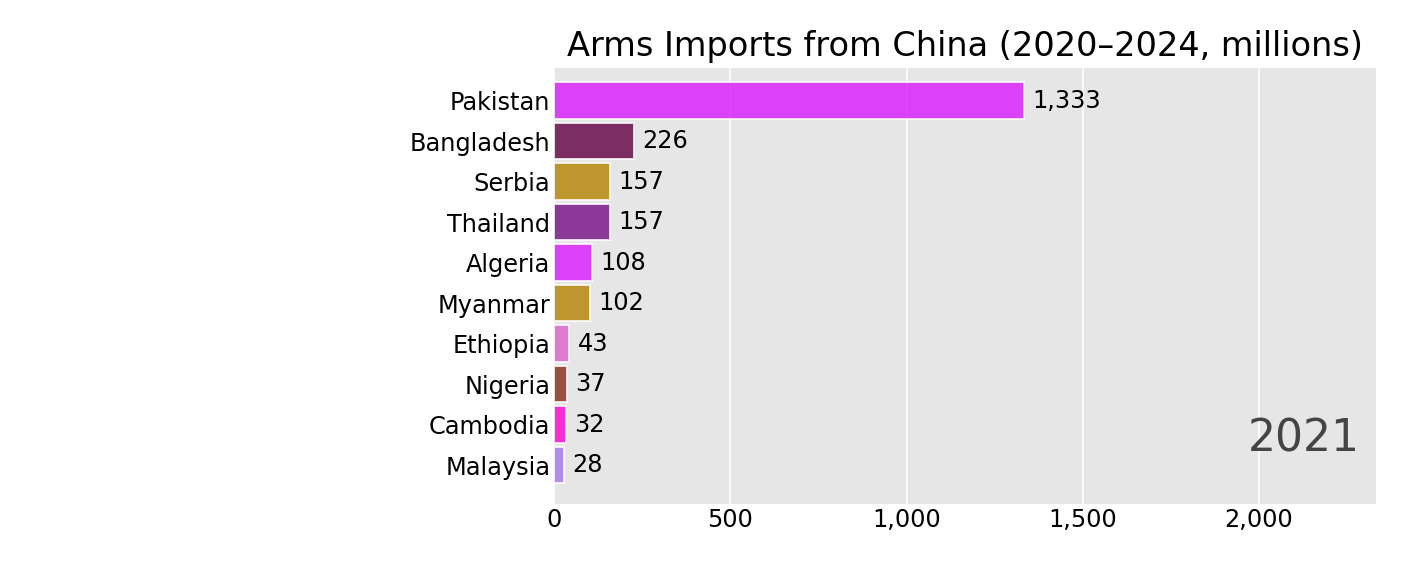 Arms Imports from China (2020–2024, millions)
Pakistan 1,333
Bangladesh 226
Serbia 157
Thailand 157
Algeria 108
Myanmar 102
Ethiopia 43
Nigeria 37
Cambodia 32
Malaysia 28
2021
0 500 1,000 1,500 2,000